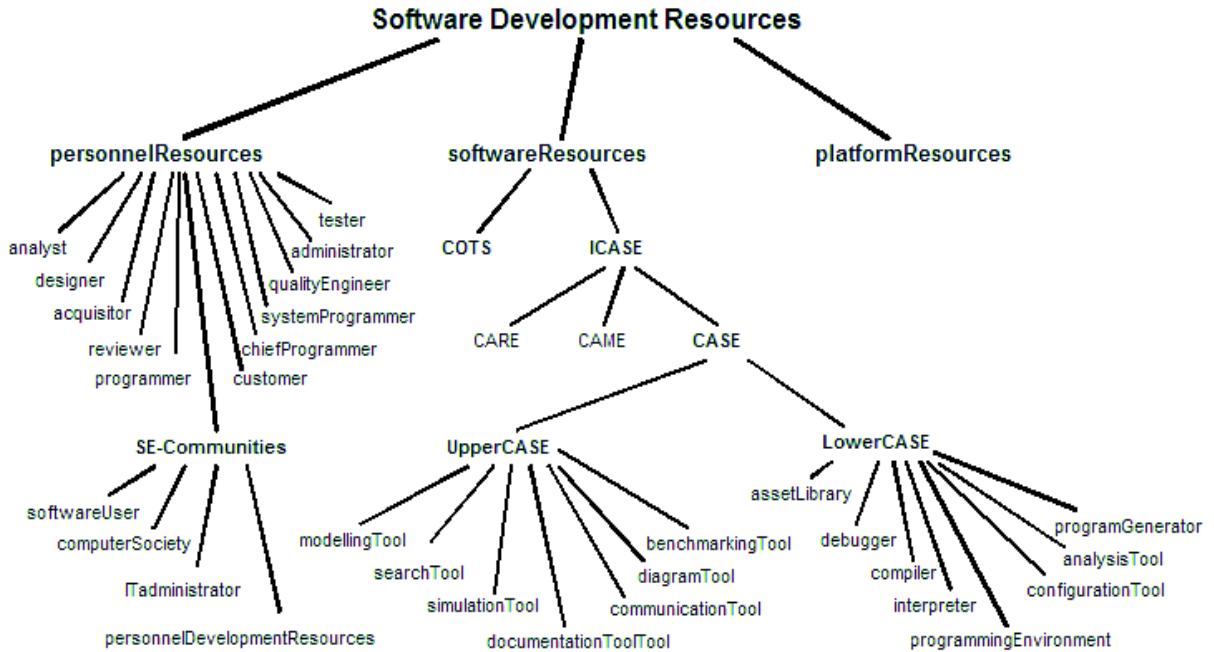 Software Development Resources
personnelResources
softwareResources
platformResources
tester
analyst
administrator
COTS
ICASE
designer
qualityEngineer
acquisitor
systemProgrammer
reviewer
chiefProgrammer
CARE
CAME
CASE
programmer
customer
SE-Communities
UpperCASE
LowerCASE
assetLibrary
softwareUser
programGenerator
computerSociety
modellingTool
benchmarkingTool
debugger
analysisTool
searchTool
diagramTool
compiler
configurationTool
ITadministrator
simulationTool
communicationTool
interpreter
personnelDevelopmentResources
documentationToolTool
programmingEnvironment